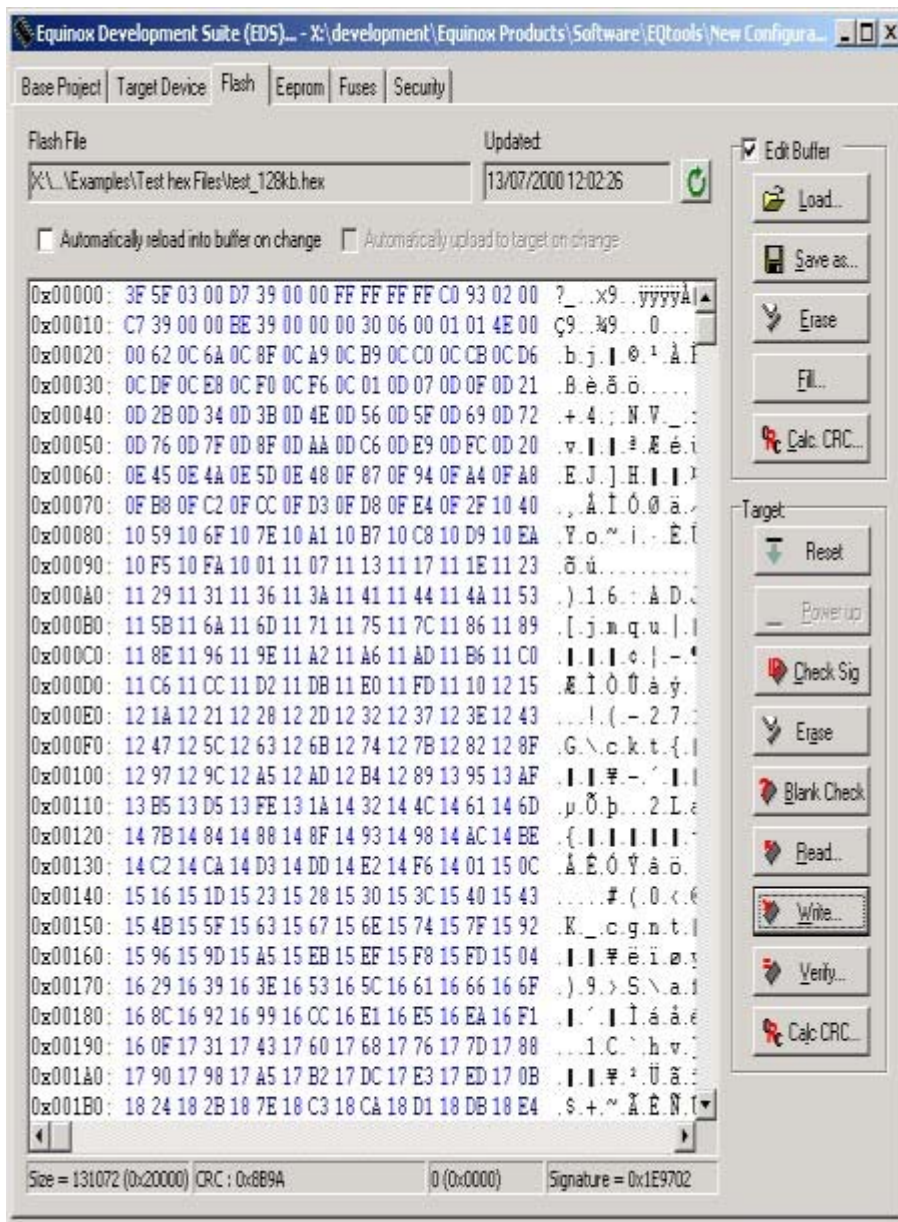 Equinox Development Suite (EDS)... - X:\development\Equinox Products\Software\EQtools\New Configura...
Base Project Target Device Flash Eeprom Fuses Security
Flash File Updated:
X:\...\Examples\Test hex Files\test_128kb.hex 13/07/2000 12:02:26
Automatically reload into buffer on change Automatically upload to target on change
Edit Buffer
Load...
Save as...
Erase
Fill...
Calc. CRC...
Target:
Reset
Power up
Check Sig
Erase
Blank Check
Read...
Write...
Verify...
Calc CRC...
0x00000: 3F 5F 03 00 D7 39 00 00 FF FF FF FF C0 93 02 00
0x00010: C7 39 00 00 BE 39 00 00 00 30 06 00 01 01 4E 00
0x00020: 00 62 0C 6A 0C 8F 0C A9 0C B9 0C C0 0C CB 0C D6
0x00030: 0C DF 0C E8 0C F0 0C F6 0C 01 0D 07 0D 0F 0D 21
0x00040: 0D 2B 0D 34 0D 3B 0D 4E 0D 56 0D 5F 0D 69 0D 72
0x00050: 0D 76 0D 7F 0D 8F 0D AA 0D C6 0D E9 0D FC 0D 20
0x00060: 0E 45 0E 4A 0E 5D 0E 48 0F 87 0F 94 0F A4 0F A8
0x00070: 0F B8 0F C2 0F CC 0F D3 0F D8 0F E4 0F 2F 10 40
0x00080: 10 59 10 6F 10 7E 10 A1 10 B7 10 C8 10 D9 10 EA
0x00090: 10 F5 10 FA 10 01 11 07 11 13 11 17 11 1E 11 23
0x000A0: 11 29 11 31 11 36 11 3A 11 41 11 44 11 4A 11 53
0x000B0: 11 5B 11 6A 11 6D 11 71 11 75 11 7C 11 86 11 89
0x000C0: 11 8E 11 96 11 9E 11 A2 11 A6 11 AD 11 B6 11 C0
0x000D0: 11 C6 11 CC 11 D2 11 DB 11 E0 11 FD 11 10 12 15
0x000E0: 12 1A 12 21 12 28 12 2D 12 32 12 37 12 3E 12 43
0x000F0: 12 47 12 5C 12 63 12 6B 12 74 12 7B 12 82 12 8F
0x00100: 12 97 12 9C 12 A5 12 AD 12 B4 12 89 13 95 13 AF
0x00110: 13 B5 13 D5 13 FE 13 1A 14 32 14 4C 14 61 14 6D
0x00120: 14 7B 14 84 14 88 14 8F 14 93 14 98 14 AC 14 BE
0x00130: 14 C2 14 CA 14 D3 14 DD 14 E2 14 F6 14 01 15 0C
0x00140: 15 16 15 1D 15 23 15 28 15 30 15 3C 15 40 15 43
0x00150: 15 4B 15 5F 15 63 15 67 15 6E 15 74 15 7F 15 92
0x00160: 15 96 15 9D 15 A5 15 EB 15 EF 15 F8 15 FD 15 04
0x00170: 16 29 16 39 16 3E 16 53 16 5C 16 61 16 66 16 6F
0x00180: 16 8C 16 92 16 99 16 CC 16 E1 16 E5 16 EA 16 F1
0x00190: 16 0F 17 31 17 43 17 60 17 68 17 76 17 7D 17 88
0x001A0: 17 90 17 98 17 A5 17 B2 17 DC 17 E3 17 ED 17 0B
0x001B0: 18 24 18 2B 18 7E 18 C3 18 CA 18 D1 18 DB 18 E4
Size = 131072 (0x20000) CRC : 0x8B9A 0 (0x0000) Signature = 0x1E9702